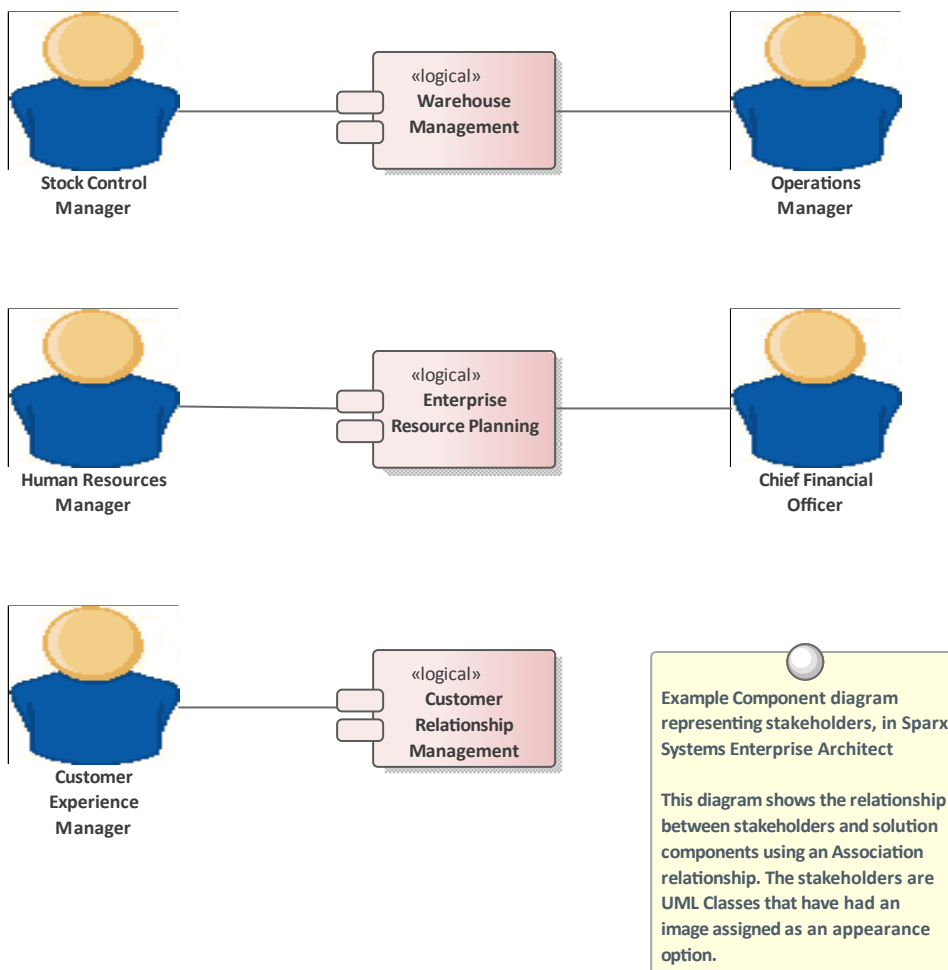 «logical»
Warehouse
Management
Stock Control
Manager
Operations
Manager
«logical»
Enterprise
Resource Planning
Human Resources
Manager
Chief Financial
Officer
«logical»
Customer
Relationship
Management
Customer
Experience
Manager
Example Component diagram
representing stakeholders, in Sparx
Systems Enterprise Architect
This diagram shows the relationship
between stakeholders and solution
components using an Association
relationship. The stakeholders are
UML Classes that have had an
image assigned as an appearance
option.